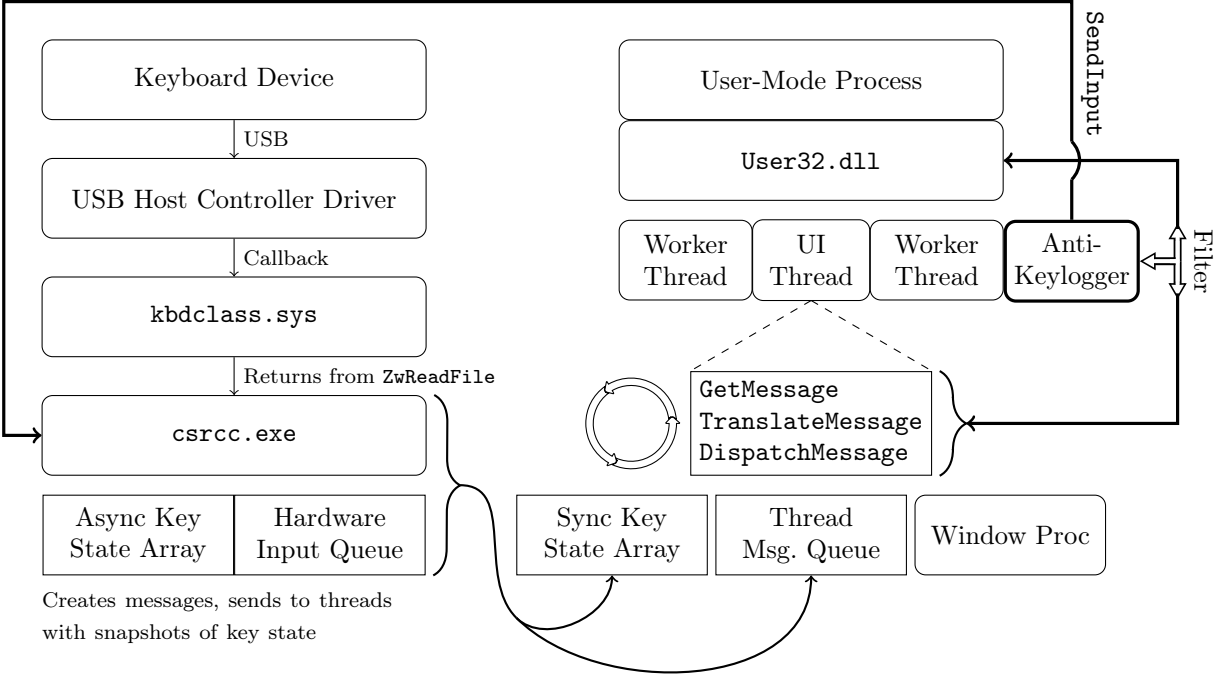 SendInput
Keyboard Device
USB
USB Host Controller Driver
Callback
kbdclass.sys
Returns from ZwReadFile
csrcc.exe
Async Key
State Array
Hardware
Input Queue
Creates messages, sends to threads
with snapshots of key state
User-Mode Process
User32.dll
Worker
Thread
UI
Thread
Worker
Thread
Anti-
Keylogger
Filter
GetMessage
TranslateMessage
DispatchMessage
Sync Key
State Array
Thread
Msg. Queue
Window Proc